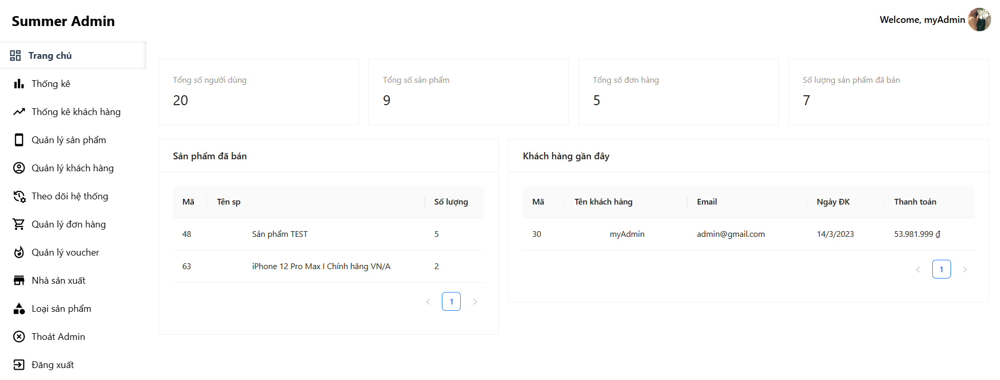 Summer Admin
Welcome, myAdmin
Trang chủ
Thống kê
Thống kê khách hàng
Quản lý sản phẩm
Quản lý khách hàng
Theo dõi hệ thống
Quản lý đơn hàng
Quản lý voucher
Nhà sản xuất
Loại sản phẩm
Thoát Admin
Đăng xuất
Tổng số người dùng
20
Tổng số sản phẩm
9
Tổng số đơn hàng
5
Số lượng sản phẩm đã bán
7
Sản phẩm đã bán
Mã Tên sp Số lượng
48 Sản phẩm TEST 5
63 iPhone 12 Pro Max I Chính hãng VN/A 2
< 1 >
Khách hàng gần đây
Mã Tên khách hàng Email Ngày ĐK Thanh toán
30 myAdmin admin@gmail.com 14/3/2023 53.981.999 ₫
< 1 >